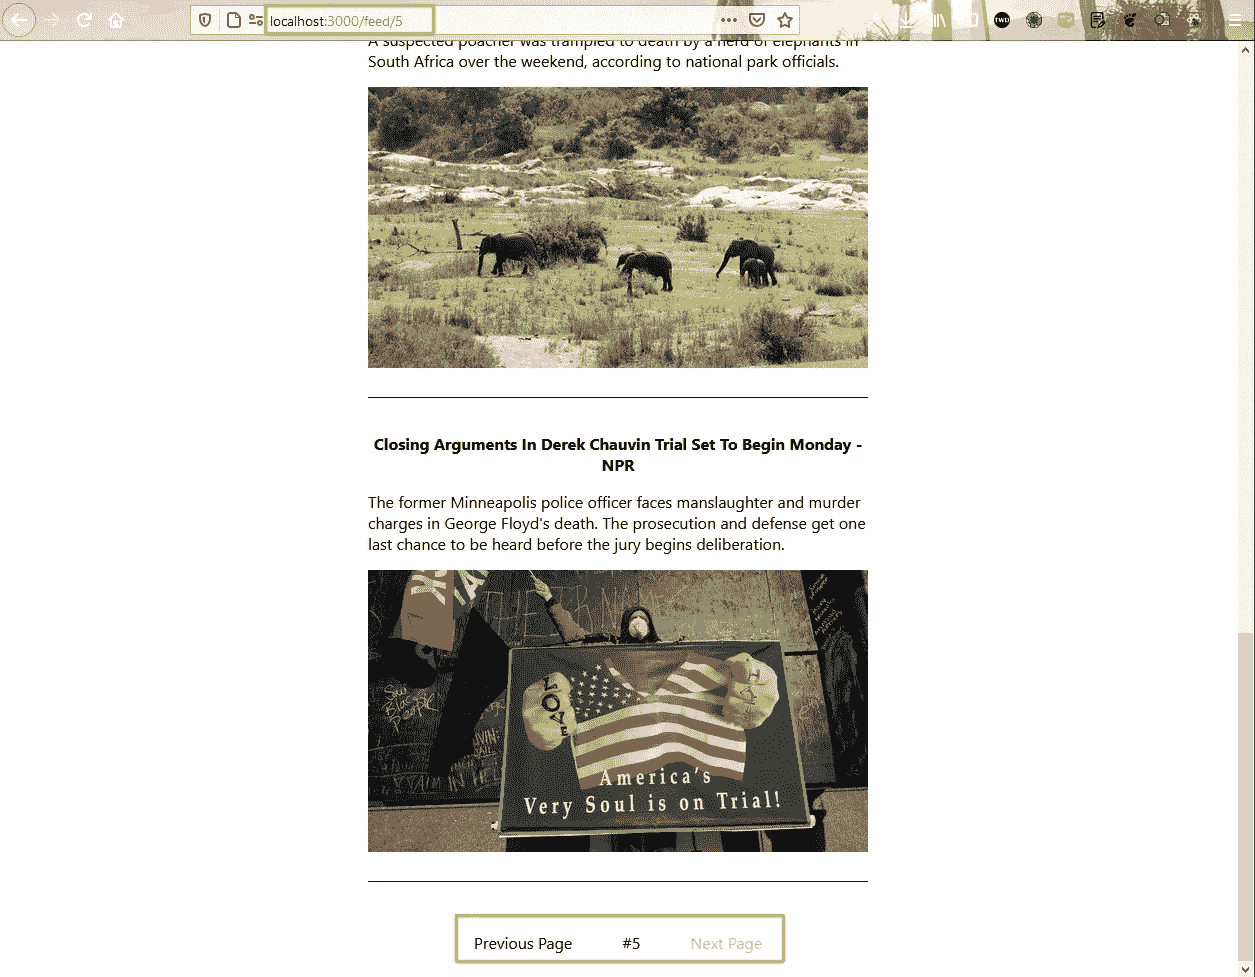 localhost:3000/feed/5
TWD
A suspected poacher was trampled to death by a herd of elephants in
South Africa over the weekend, according to national park officials.
Closing Arguments In Derek Chauvin Trial Set To Begin Monday -
NPR
The former Minneapolis police officer faces manslaughter and murder
charges in George Floyd's death. The prosecution and defense get one
last chance to be heard before the jury begins deliberation.
LOVE
America's
Very Soul is on Trial!
Previous Page #5 Next Page